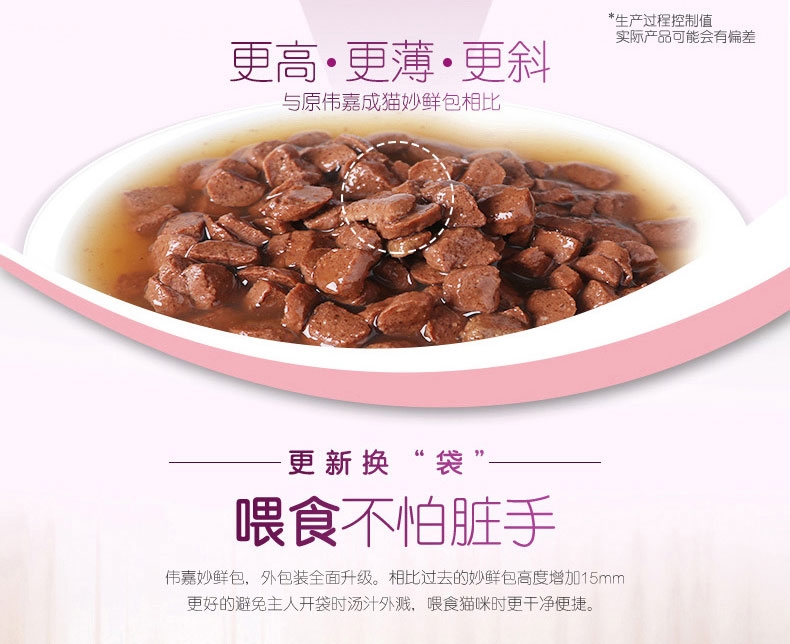 *生产过程控制值
实际产品可能会有偏差
更高·更薄·更斜
与原伟嘉成猫妙鲜包相比
更新换“袋”
喂食不怕脏手
伟嘉妙鲜包，外包装全面升级。相比过去的妙鲜包高度增加15mm
更好的避免主人开袋时汤汁外溅，喂食猫咪时更干净便捷。